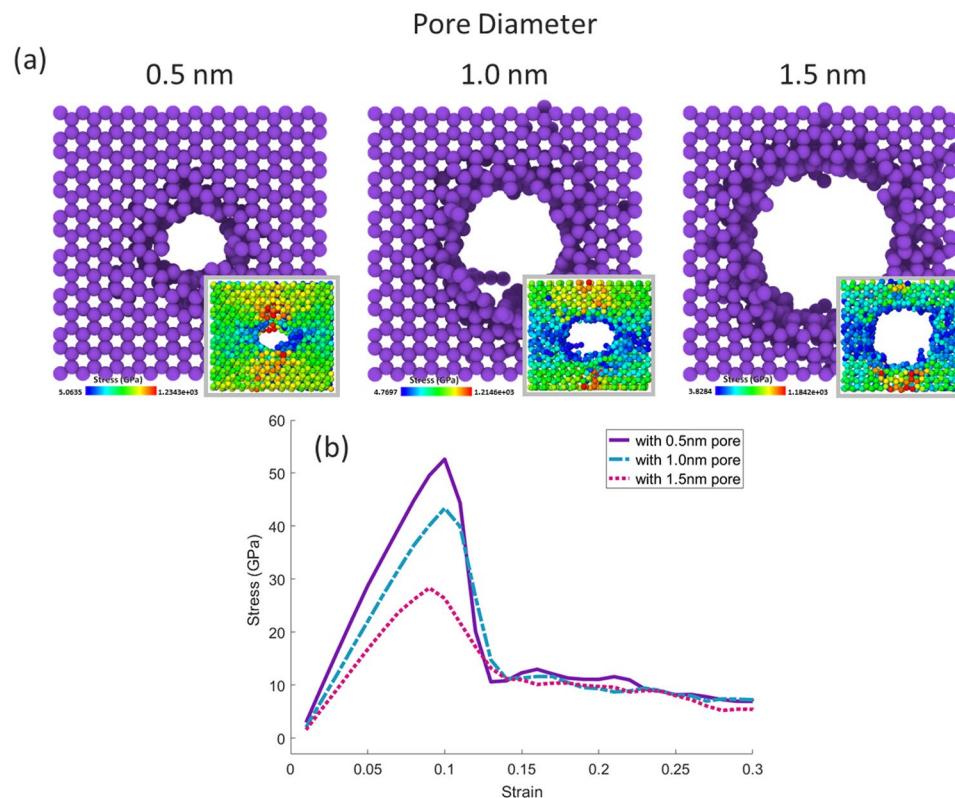 Pore Diameter
(a)
0.5 nm
1.0 nm
1.5 nm
Stress (GPa)
5.0635
1.2343e+03
Stress (GPa)
4.7697
1.2146e+03
Stress (GPa)
3.8284
1.1842e+03
(b)
60
50
40
30
20
10
0
Stress (GPa)
with 0.5nm pore
with 1.0nm pore
with 1.5nm pore
0
0.05
0.1
0.15
0.2
0.25
0.3
Strain